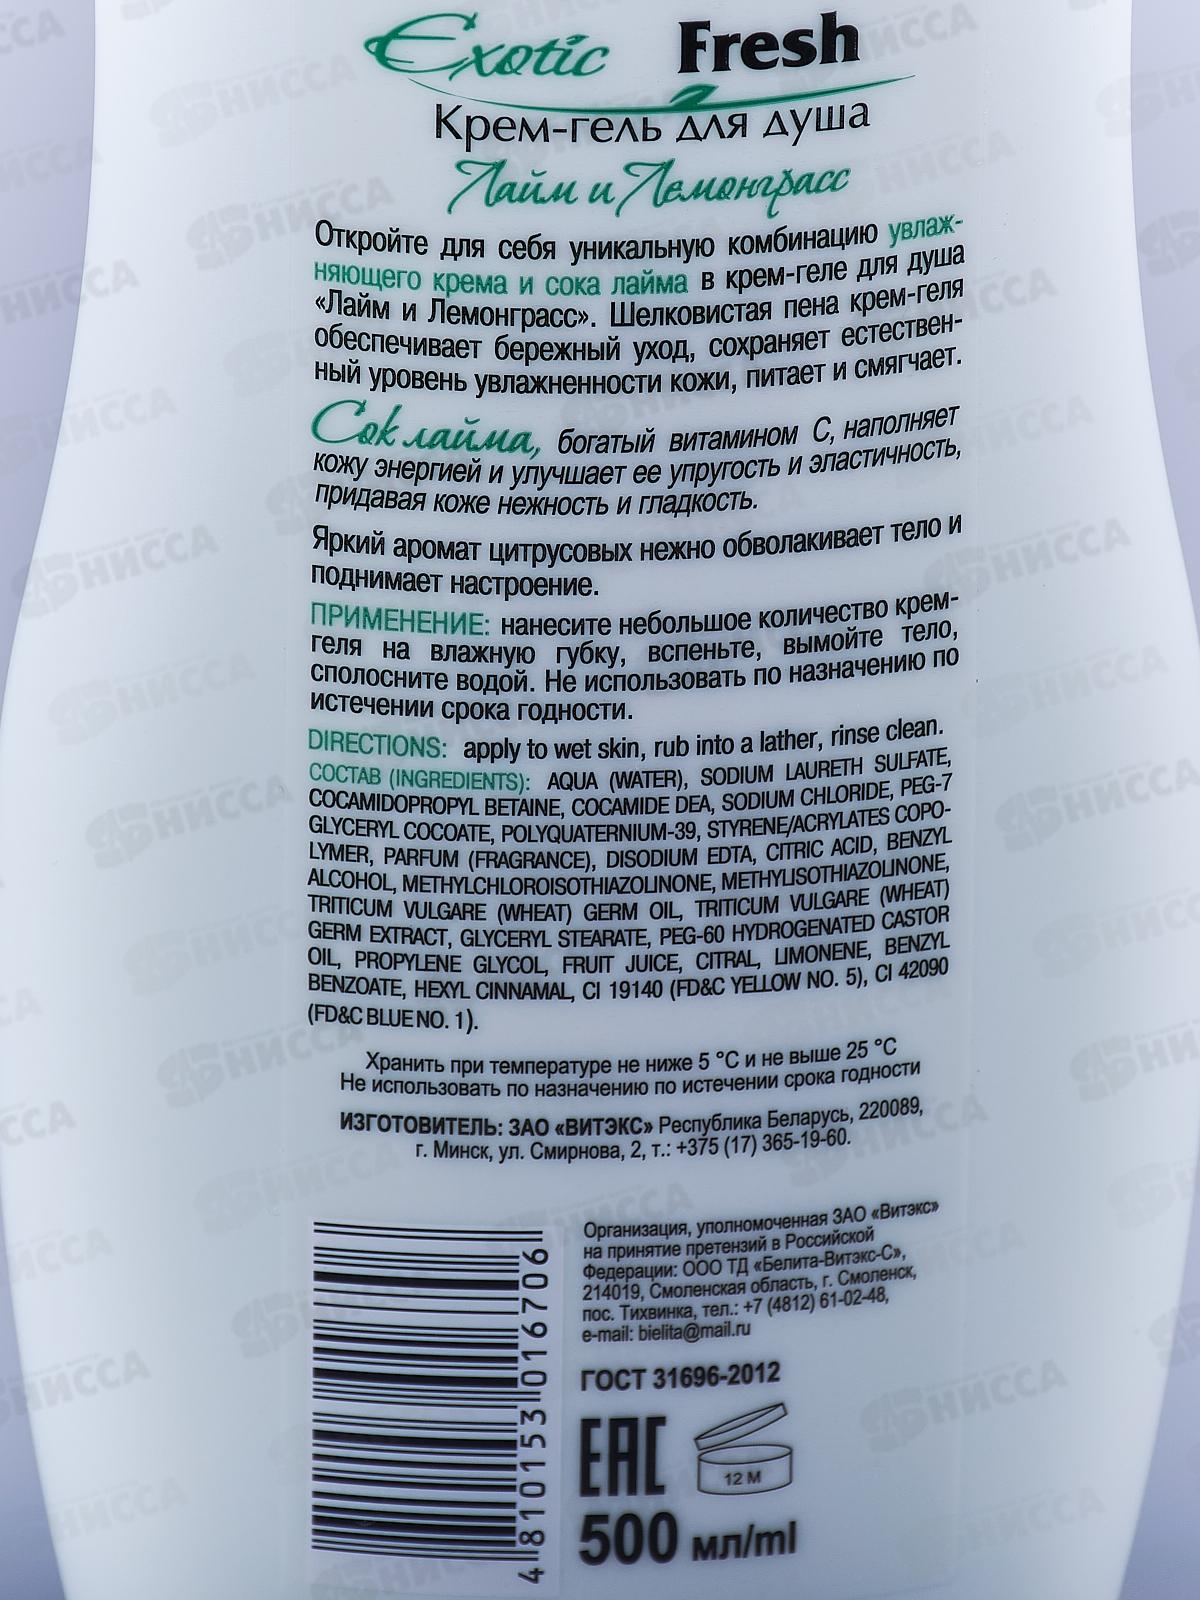 Exotic Fresh
Крем-гель для душа
Лайм и Лемонграсс
Откройте для себя уникальную комбинацию увлаж-
няющего крема и сока лайма в крем-геле для душа
«Лайм и Лемонграсс». Шелковистая пена крем-геля
обеспечивает бережный уход, сохраняет естествен-
ный уровень увлажненности кожи, питает и смягчает.
Сок лайма, богатый витамином С, наполняет
кожу энергией и улучшает ее упругость и эластичность,
придавая коже нежность и гладкость.
Яркий аромат цитрусовых нежно обволакивает тело и
поднимает настроение.
ПРИМЕНЕНИЕ: нанесите небольшое количество крем-
геля на влажную губку, вспеньте, вымойте тело,
сполосните водой. Не использовать по назначению по
истечении срока годности.
DIRECTIONS: apply to wet skin, rub into a lather, rinse clean.
СОСТАВ (INGREDIENTS): AQUA (WATER), SODIUM LAURETH SULFATE,
COCAMIDOPROPYL BETAINE, COCAMIDE DEA, SODIUM CHLORIDE, PEG-7
GLYCERYL COCOATE, POLYQUATERNIUM-39, STYRENE/ACRYLATES COPO-
LYMER, PARFUM (FRAGRANCE), DISODIUM EDTA, CITRIC ACID, BENZYL
ALCOHOL, METHYLCHLOROISOTHIAZOLINONE, METHYLISOTHIAZOLINONE,
TRITICUM VULGARE (WHEAT) GERM OIL, TRITICUM VULGARE (WHEAT)
GERM EXTRACT, GLYCERYL STEARATE, PEG-60 HYDROGENATED CASTOR
OIL, PROPYLENE GLYCOL, FRUIT JUICE, CITRAL, LIMONENE, BENZYL
BENZOATE, HEXYL CINNAMAL, CI 19140 (FD&C YELLOW NO. 5), CI 42090
(FD&C BLUE NO. 1).
Хранить при температуре не ниже 5 °С и не выше 25 °С
Не использовать по назначению по истечении срока годности
ИЗГОТОВИТЕЛЬ: ЗАО «ВИТЭКС» Республика Беларусь, 220089,
г. Минск, ул. Смирнова, 2, т.: +375 (17) 365-19-60.
Организация, уполномоченная ЗАО «Витэкс»
на принятие претензий в Российской
Федерации: ООО ТД «Белита-Витэкс-С»,
214019, Смоленская область, г. Смоленск,
пос. Тихвинка, тел.: +7 (4812) 61-02-48,
e-mail: bielita@mail.ru
ГОСТ 31696-2012
EAC
12 M
500 мл/ml
4 810153 016706
АБНИССА